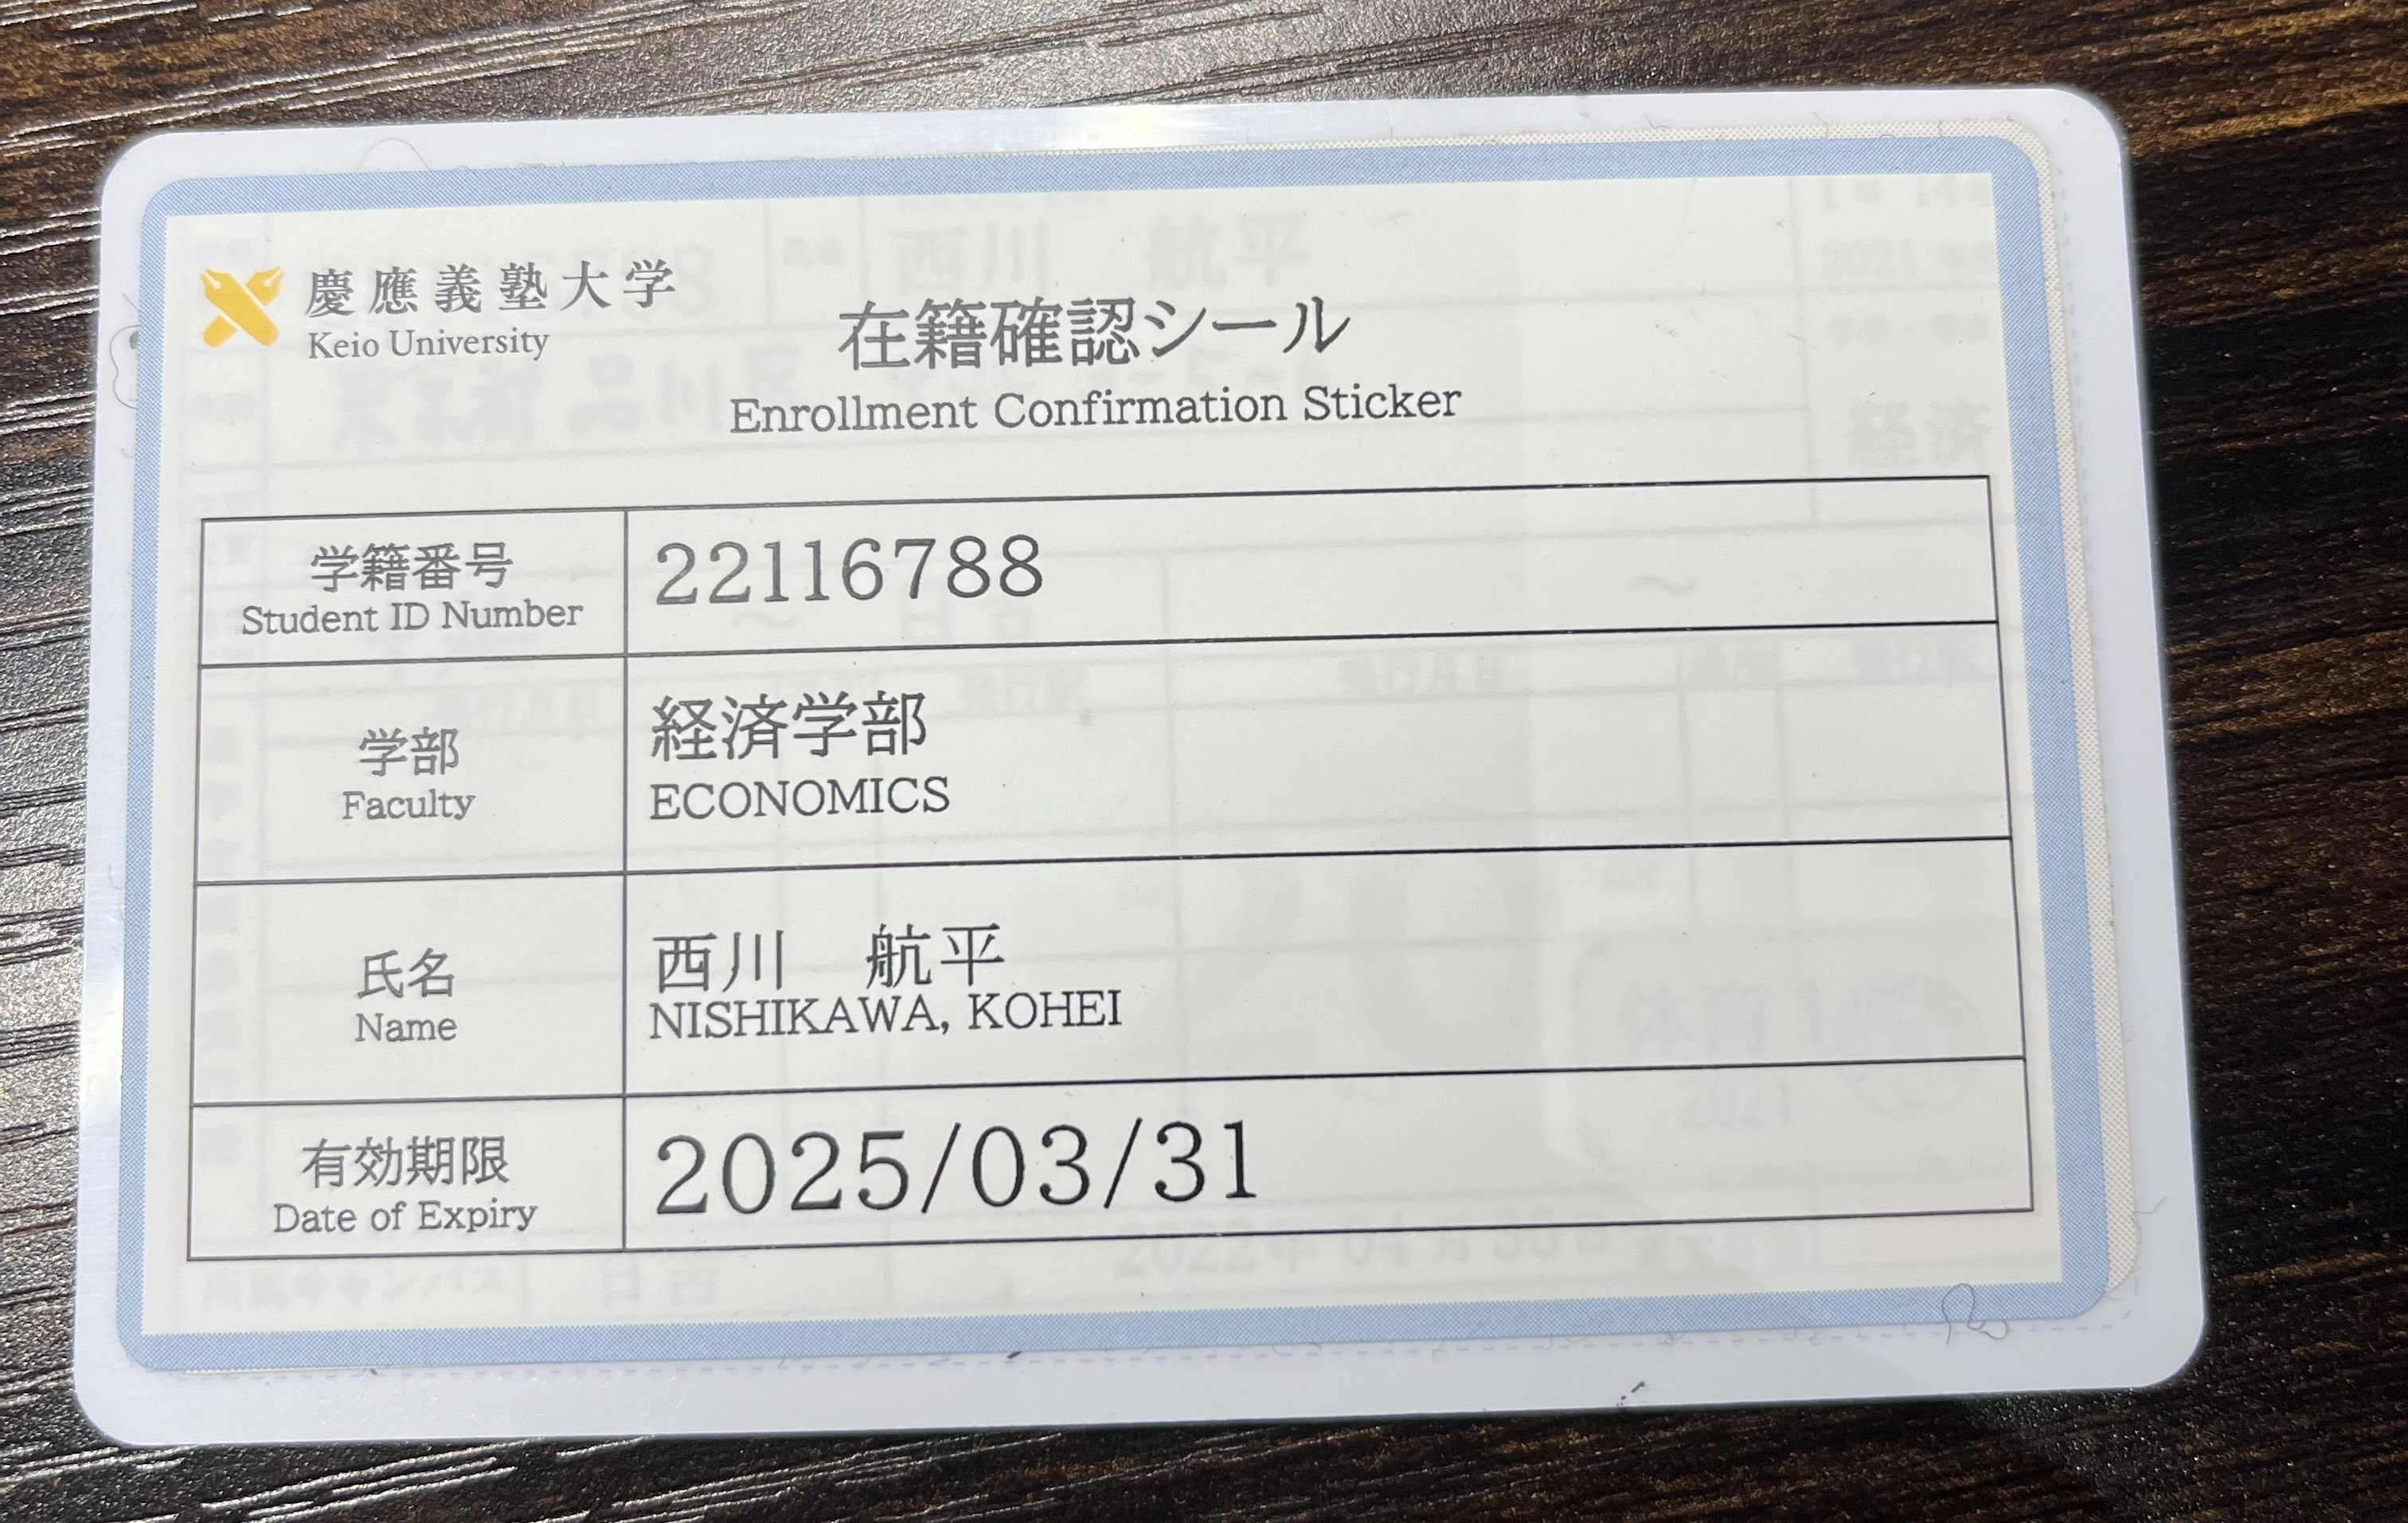 慶應義塾大学
Keio University
在籍確認シール
Enrollment Confirmation Sticker
学籍番号
Student ID Number
22116788
学部
Faculty
経済学部
ECONOMICS
氏名
Name
西川　航平
NISHIKAWA, KOHEI
有効期限
Date of Expiry
2025/03/31